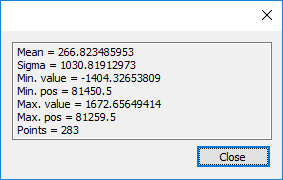 Mean = 266.823485953
Sigma = 1030.81912973
Min. value = -1404.32653809
Min. pos = 81450.5
Max. value = 1672.65649414
Max. pos = 81259.5
Points = 283
Close